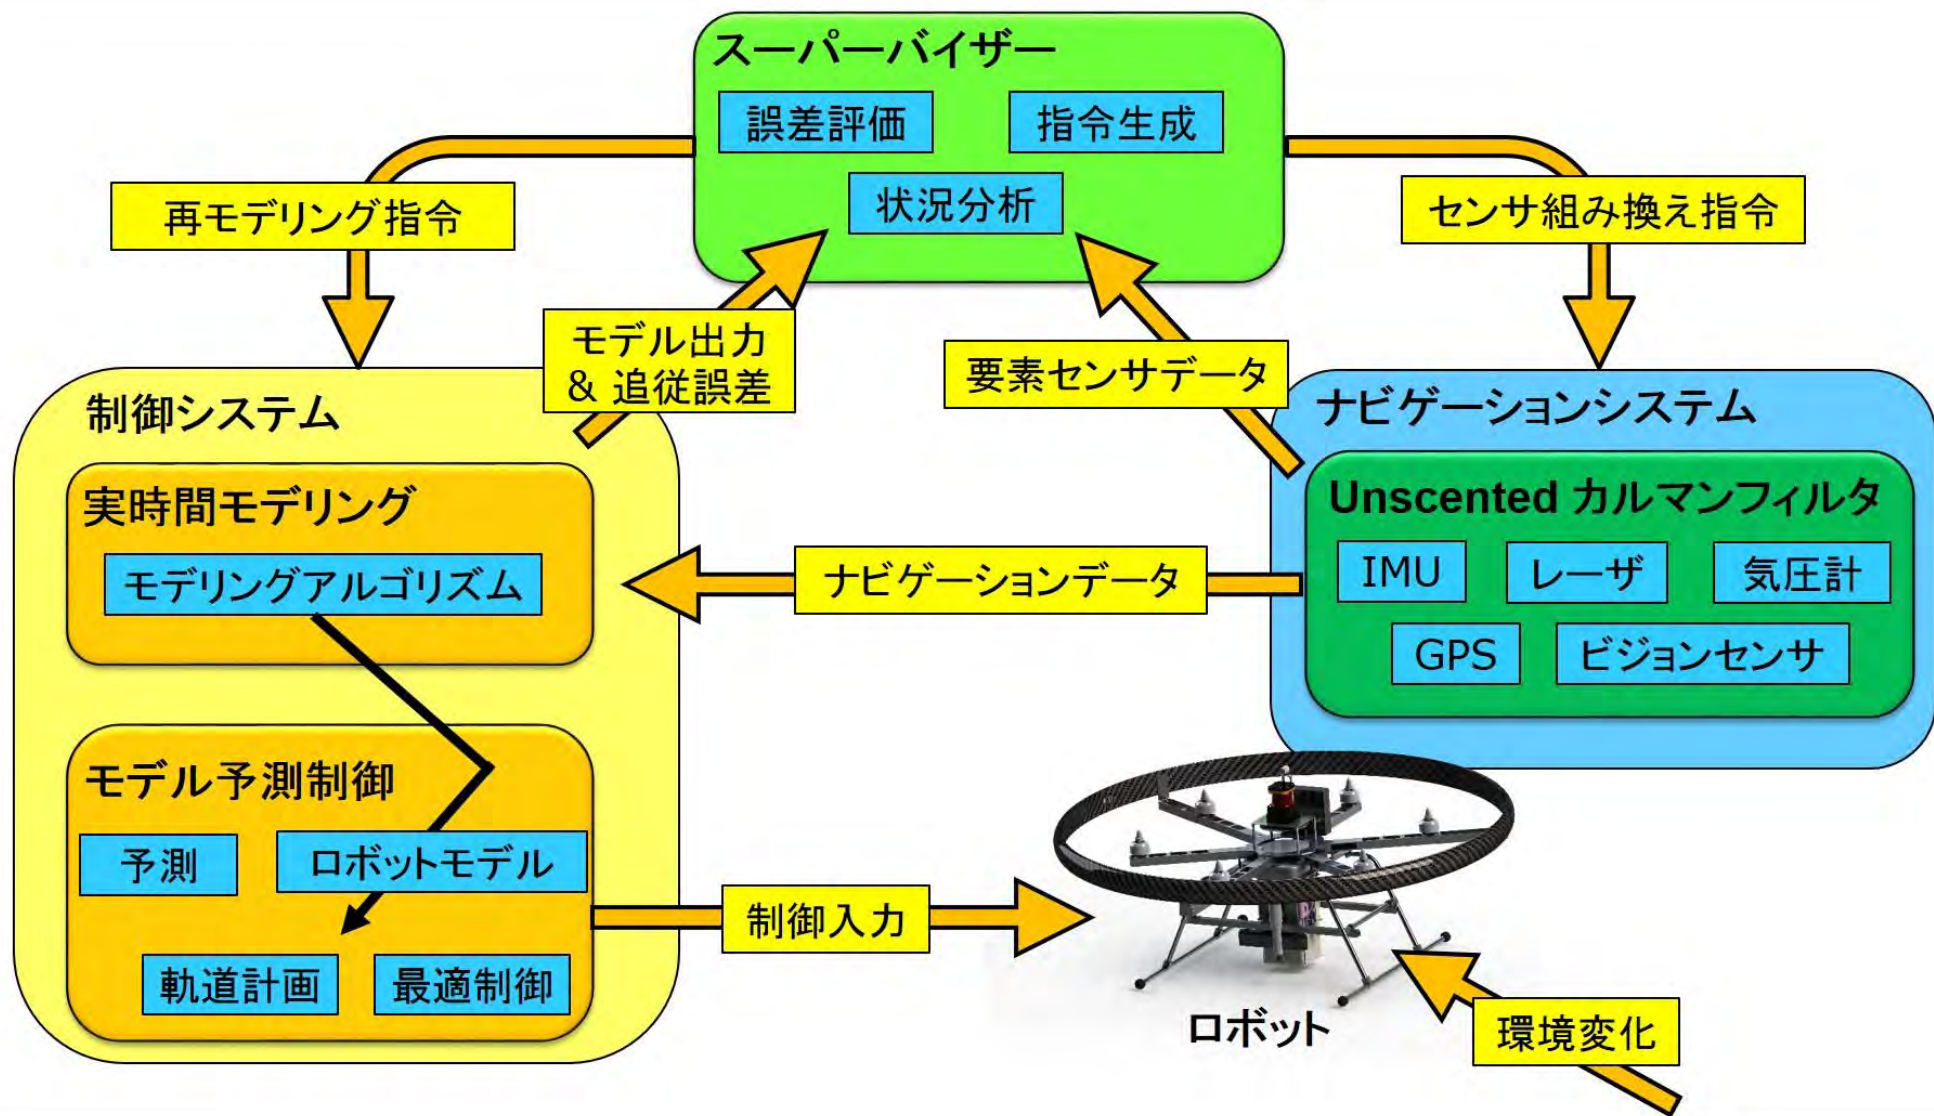 スーパーバイザー
誤差評価
指令生成
状況分析
再モデリング指令
センサ組み換え指令
モデル出力
& 追従誤差
要素センサデータ
制御システム
実時間モデリング
モデリングアルゴリズム
ナビゲーションデータ
ナビゲーションシステム
Unscented カルマンフィルタ
IMU
レーザ
気圧計
GPS
ビジョンセンサ
モデル予測制御
予測
ロボットモデル
軌道計画
最適制御
制御入力
ロボット
環境変化